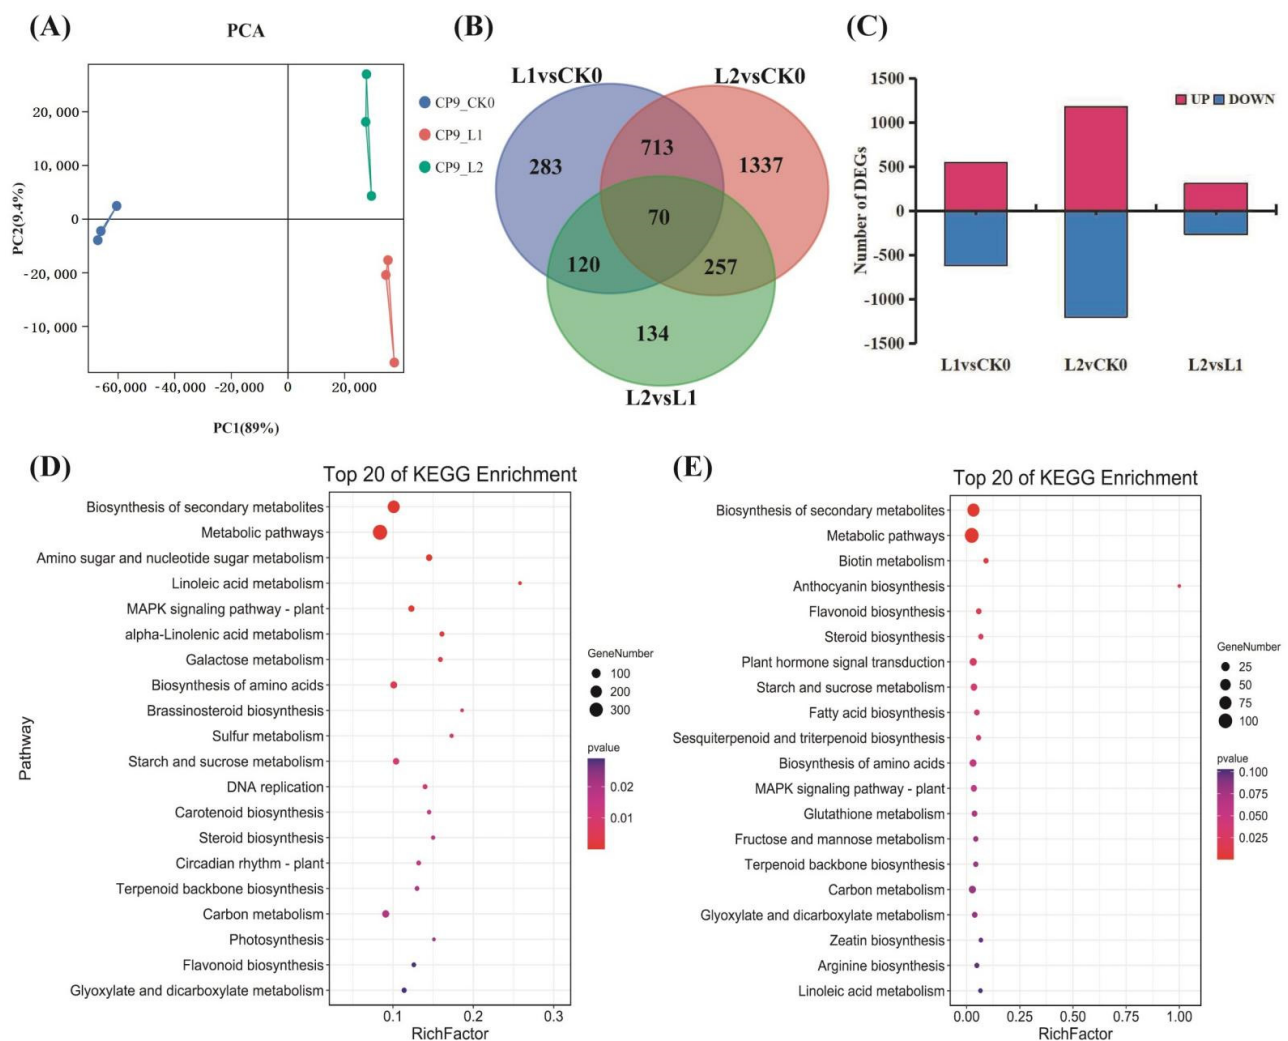 (A)
PCA
20,000
10,000
0
-20,000
-10,000
PC2(9.4%)
-60,000
-40,000
-20,000
0
20,000
PC1(89%)
CP9_CK0
CP9_L1
CP9_L2
(B)
L1vsCK0
L2vsCK0
283
713
1337
70
120
257
134
L2vsL1
(C)
1500
1000
500
0
-500
-1000
-1500
Number of DEGs
UP
DOWN
L1vsCK0
L2vCK0
L2vsL1
(D)
Top 20 of KEGG Enrichment
Pathway
Biosynthesis of secondary metabolites
Metabolic pathways
Amino sugar and nucleotide sugar metabolism
Linoleic acid metabolism
MAPK signaling pathway - plant
alpha-Linolenic acid metabolism
Galactose metabolism
Biosynthesis of amino acids
Brassinosteroid biosynthesis
Sulfur metabolism
Starch and sucrose metabolism
DNA replication
Carotenoid biosynthesis
Steroid biosynthesis
Circadian rhythm - plant
Terpenoid backbone biosynthesis
Carbon metabolism
Photosynthesis
Flavonoid biosynthesis
Glyoxylate and dicarboxylate metabolism
0.1
0.2
0.3
RichFactor
GeneNumber
100
200
300
pvalue
0.02
0.01
(E)
Top 20 of KEGG Enrichment
Biosynthesis of secondary metabolites
Metabolic pathways
Biotin metabolism
Anthocyanin biosynthesis
Flavonoid biosynthesis
Steroid biosynthesis
Plant hormone signal transduction
Starch and sucrose metabolism
Fatty acid biosynthesis
Sesquiterpenoid and triterpenoid biosynthesis
Biosynthesis of amino acids
MAPK signaling pathway - plant
Glutathione metabolism
Fructose and mannose metabolism
Terpenoid backbone biosynthesis
Carbon metabolism
Glyoxylate and dicarboxylate metabolism
Zeatin biosynthesis
Arginine biosynthesis
Linoleic acid metabolism
0.00
0.25
0.50
0.75
1.00
RichFactor
GeneNumber
25
50
75
100
pvalue
0.100
0.075
0.050
0.025